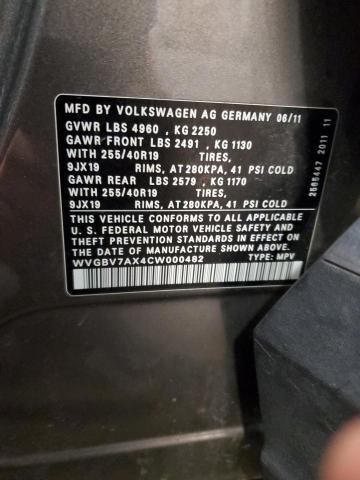 MFD BY VOLKSWAGEN AG GERMANY 06/11
GVWR LBS 4960 , KG 2250
GAWR FRONT LBS 2491 , KG 1130
WITH 255/40R19 TIRES,
9JX19 RIMS, AT 280KPA, 41 PSI COLD
GAWR REAR LBS 2579 , KG 1170
WITH 255/40R19 TIRES,
9JX19 RIMS, AT 280KPA, 41 PSI COLD
THIS VEHICLE CONFORMS TO ALL APPLICABLE
U. S. FEDERAL MOTOR VEHICLE SAFETY AND
THEFT PREVENTION STANDARDS IN EFFECT ON
THE DATE OF MANUFACTURE SHOWN ABOVE.
WVGBV7AX4CW000482 TYPE: MPV
2565447 2011 11